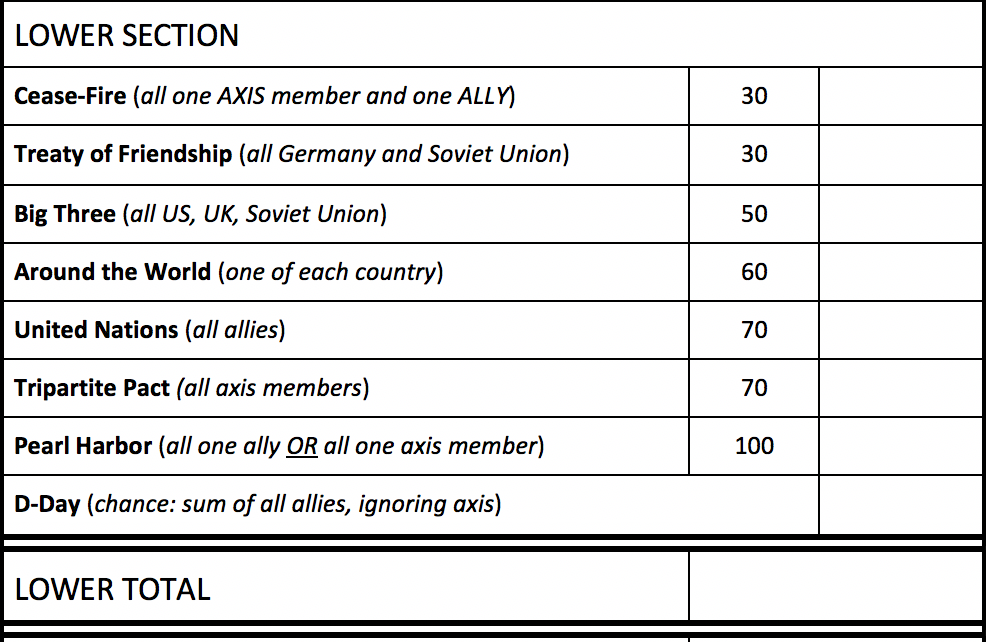 LOWER SECTION
Cease-Fire (all one AXIS member and one ALLY) 30
Treaty of Friendship (all Germany and Soviet Union) 30
Big Three (all US, UK, Soviet Union) 50
Around the World (one of each country) 60
United Nations (all allies) 70
Tripartite Pact (all axis members) 70
Pearl Harbor (all one ally OR all one axis member) 100
D-Day (chance: sum of all allies, ignoring axis)
LOWER TOTAL